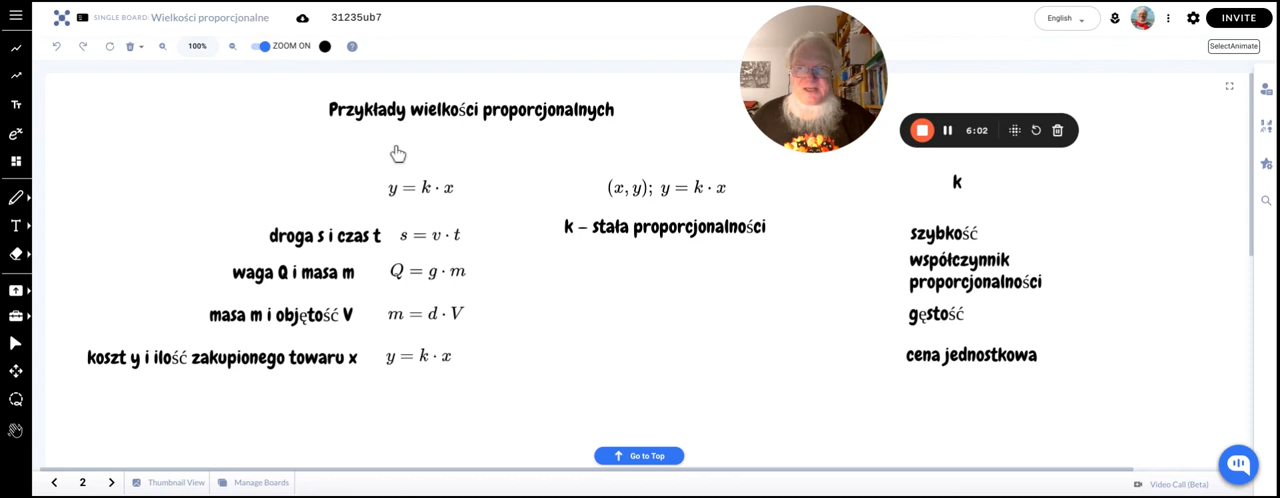 SINGLE BOARD: Wielkości proporcjonalne
31235ub7
English
INVITE
100%
ZOOM ON
SelectAnimate
Przykłady wielkości proporcjonalnych
6:02
y = k · x
(x, y); y = k · x
k
k – stała proporcjonalności
droga s i czas t s = v · t
szybkość
waga Q i masa m Q = g · m
współczynnik
proporcjonalności
masa m i objętość V m = d · V
gęstość
koszt y i ilość zakupionego towaru x y = k · x
cena jednostkowa
Go to Top
2
Thumbnail View
Manage Boards
Video Call (Beta)
Tr
eˣ
T